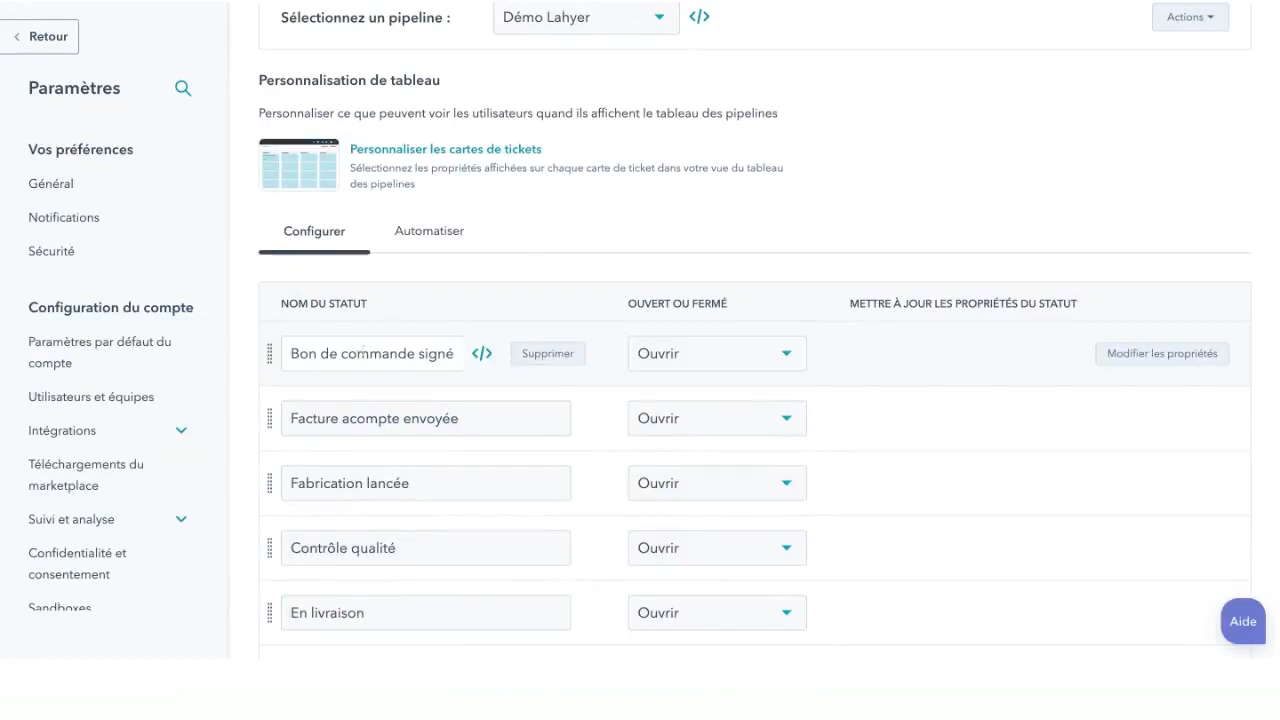 Retour
Paramètres
Vos préférences
Général
Notifications
Sécurité
Configuration du compte
Paramètres par défaut du
compte
Utilisateurs et équipes
Intégrations
Téléchargements du
marketplace
Suivi et analyse
Confidentialité et
consentement
Sandboxes
Sélectionnez un pipeline : Démo Lahyer </> Actions
Personnalisation de tableau
Personnaliser ce que peuvent voir les utilisateurs quand ils affichent le tableau des pipelines
Personnaliser les cartes de tickets
Sélectionnez les propriétés affichées sur chaque carte de ticket dans votre vue du tableau
des pipelines
Configurer Automatiser
NOM DU STATUT OUVERT OU FERMÉ METTRE À JOUR LES PROPRIÉTÉS DU STATUT
Bon de commande signé </> Supprimer Ouvrir Modifier les propriétés
Facture acompte envoyée Ouvrir
Fabrication lancée Ouvrir
Contrôle qualité Ouvrir
En livraison Ouvrir
Aide